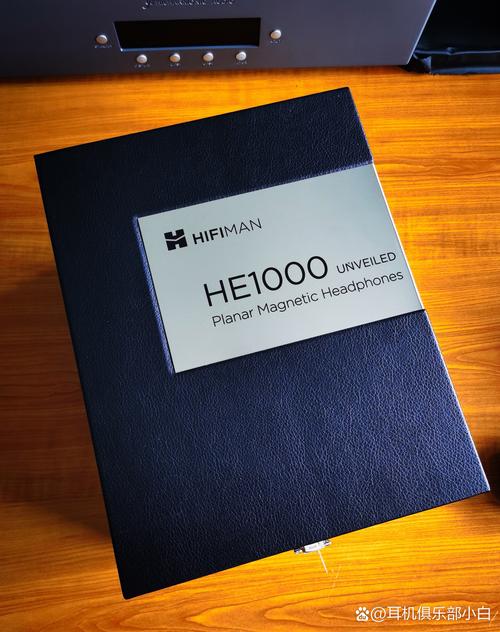 HIFIMAN
HE1000 UNVEILED
Planar Magnetic Headphones
耳机俱乐部小白